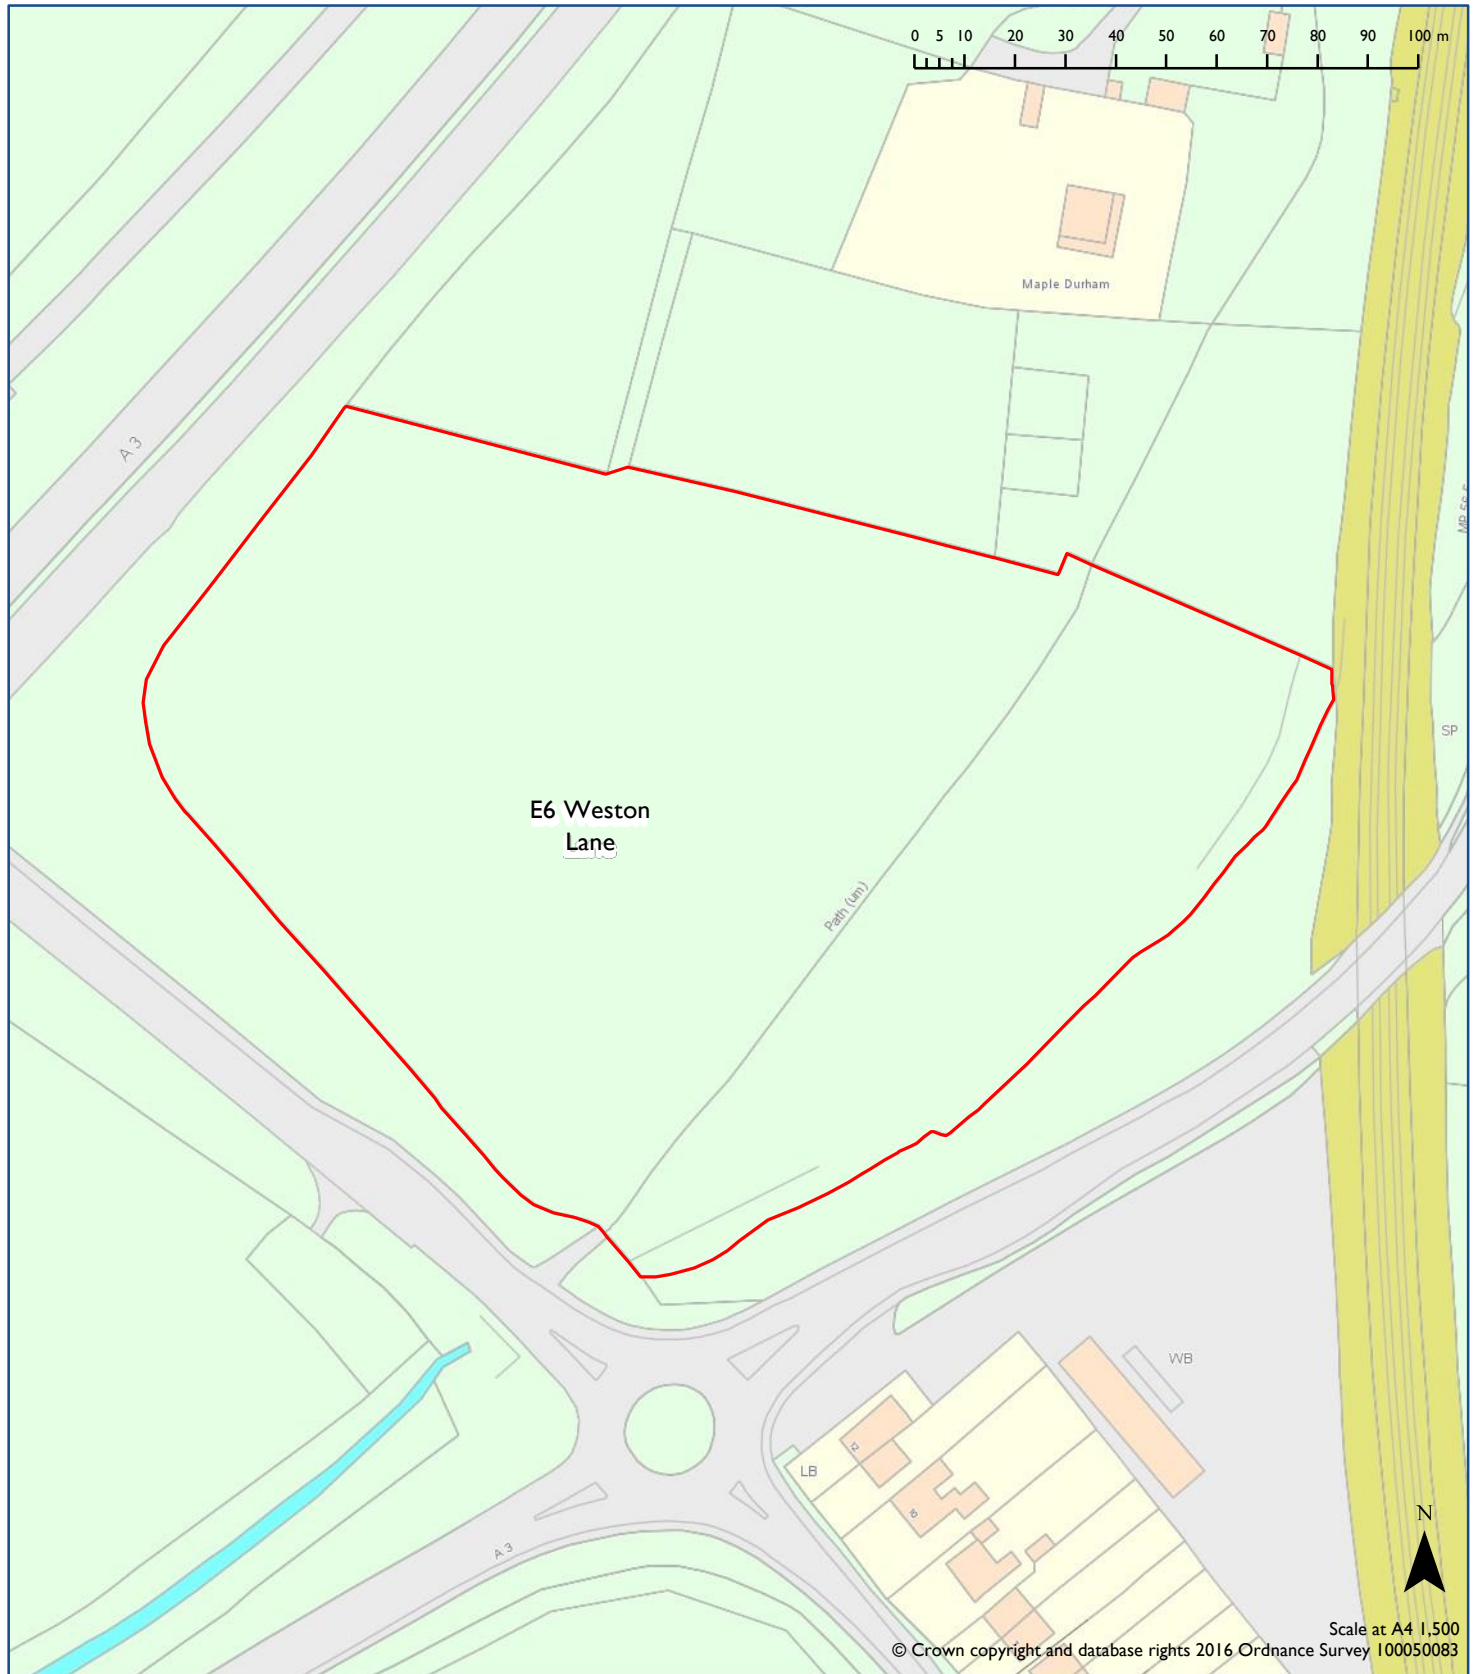 0 5 10 20 30 40 50 60 70 80 90 100 m
Maple Durham
A 3
SP
E6 Weston
Lane
Path (um)
WB
12
LB
16
N
A 3
Scale at A4 1,500
© Crown copyright and database rights 2016 Ordnance Survey 100050083